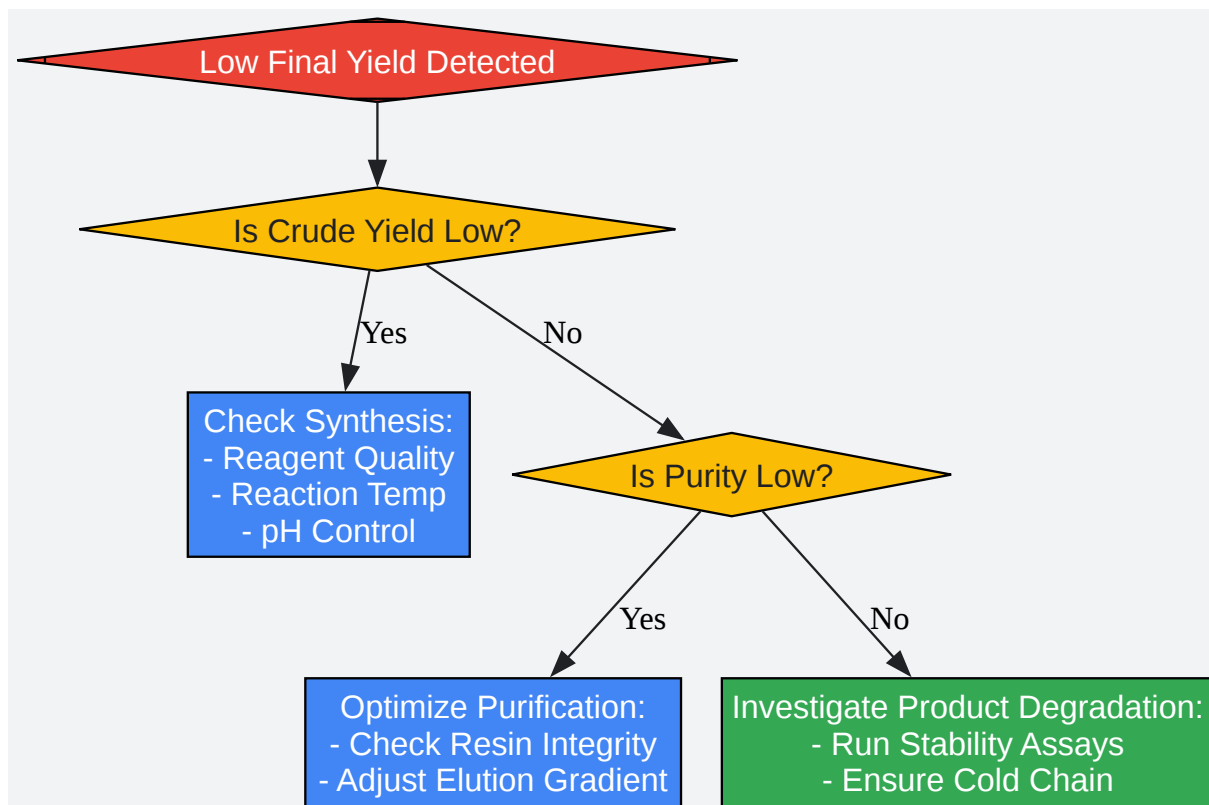 Low Final Yield Detected
Is Crude Yield Low?
Yes
No
Check Synthesis:
- Reagent Quality
- Reaction Temp
- pH Control
Is Purity Low?
Yes
No
Optimize Purification:
- Check Resin Integrity
- Adjust Elution Gradient
Investigate Product Degradation:
- Run Stability Assays
- Ensure Cold Chain